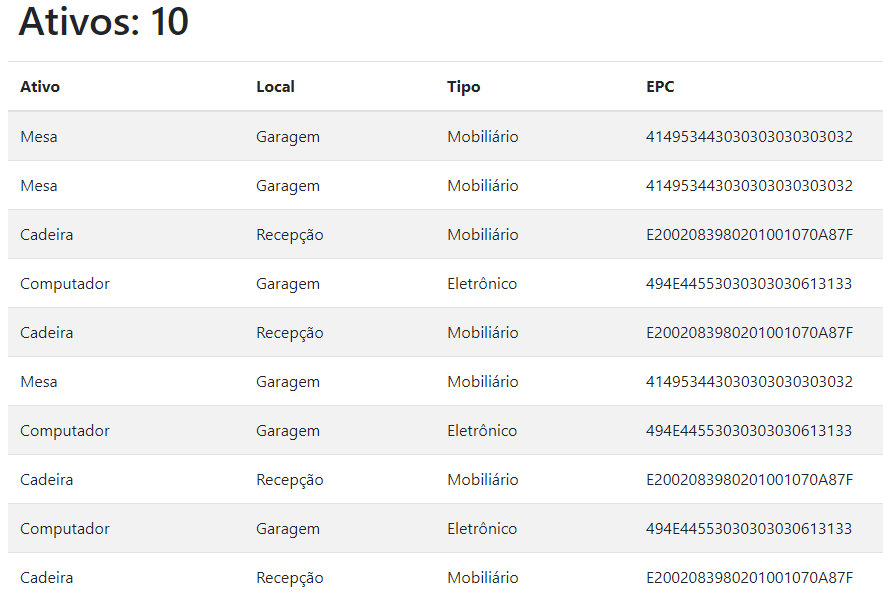 Ativos: 10
Ativo Local Tipo EPC
Mesa Garagem Mobiliário 414953443030303030303032
Mesa Garagem Mobiliário 414953443030303030303032
Cadeira Recepção Mobiliário E2002083980201001070A87F
Computador Garagem Eletrônico 494E44553030303030613133
Cadeira Recepção Mobiliário E2002083980201001070A87F
Mesa Garagem Mobiliário 414953443030303030303032
Computador Garagem Eletrônico 494E44553030303030613133
Cadeira Recepção Mobiliário E2002083980201001070A87F
Computador Garagem Eletrônico 494E44553030303030613133
Cadeira Recepção Mobiliário E2002083980201001070A87F